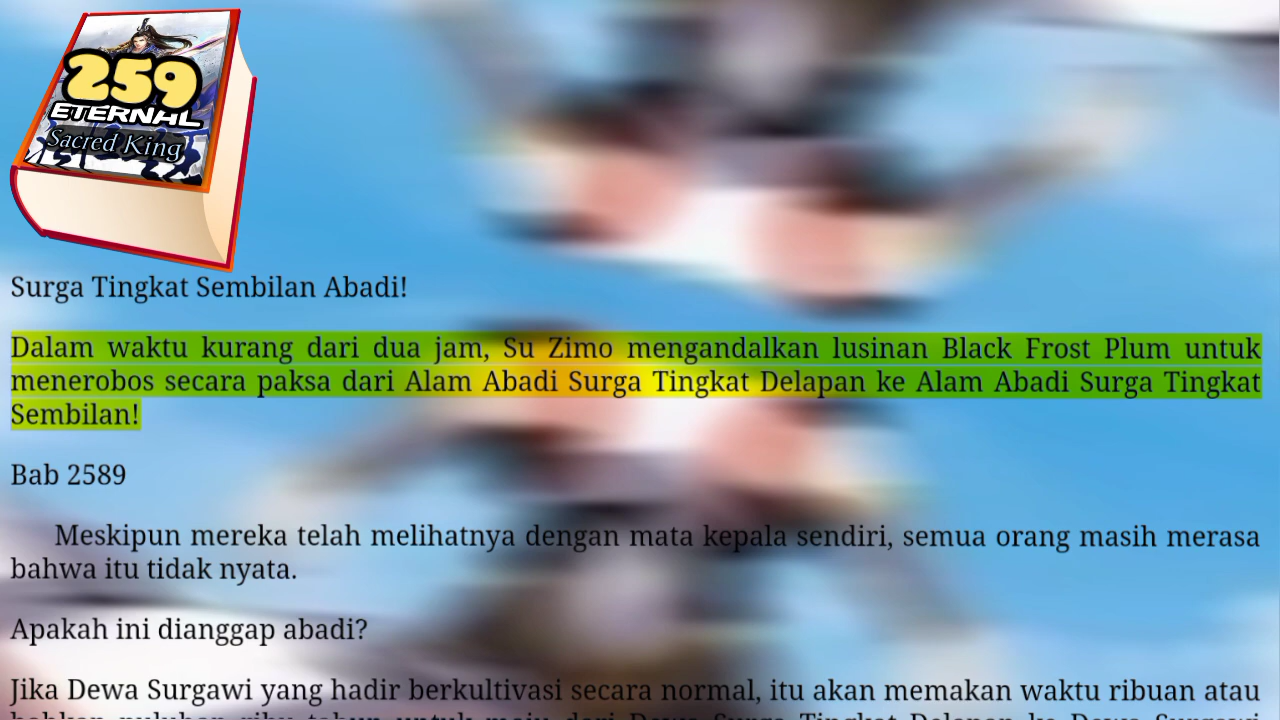 259
ETERNAL
Sacred King
Surga Tingkat Sembilan Abadi!
Dalam waktu kurang dari dua jam, Su Zimo mengandalkan lusinan Black Frost Plum untuk
menerobos secara paksa dari Alam Abadi Surga Tingkat Delapan ke Alam Abadi Surga Tingkat
Sembilan!
Bab 2589
Meskipun mereka telah melihatnya dengan mata kepala sendiri, semua orang masih merasa
bahwa itu tidak nyata.
Apakah ini dianggap abadi?
Jika Dewa Surgawi yang hadir berkultivasi secara normal, itu akan memakan waktu ribuan atau